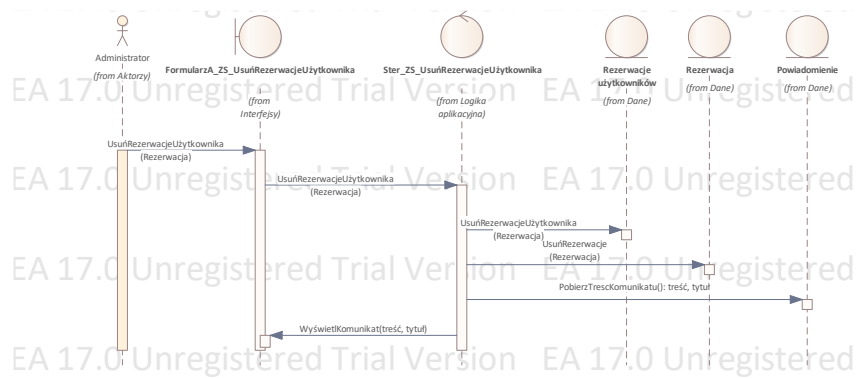 Administrator
(from Aktorzy)
FormularzA_ZS_UsuńRezerwacjeUżytkownika
(from
Interfejsy)
Ster_ZS_UsuńRezerwacjeUżytkownika
(from Logika
aplikacyjna)
Rezerwacje
użytkowników
(from Dane)
Rezerwacja
(from Dane)
Powiadomienie
(from Dane)
EA 17.0 Unregistered Trial Version EA 17.0 Unregistered
UsuńRezerwacjeUżytkownika
(Rezerwacja)
UsuńRezerwacjeUżytkownika
(Rezerwacja)
EA 17.0 Unregistered Trial Version EA 17.0 Unregistered
UsuńRezerwacjeUżytkownika
(Rezerwacja)
UsuńRezerwacje
(Rezerwacja)
EA 17.0 Unregistered Trial Version EA 17.0 Unregistered
PobierzTrescKomunikatu(): treść, tytuł
WyświetlKomunikat(treść, tytuł)
EA 17.0 Unregistered Trial Version EA 17.0 Unregistered